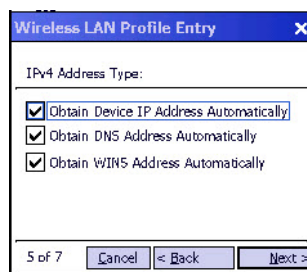 Wireless LAN Profile Entry
IPv4 Address Type:
Obtain Device IP Address Automatically
Obtain DNS Address Automatically
Obtain WINS Address Automatically
5 of 7 Cancel < Back Next >